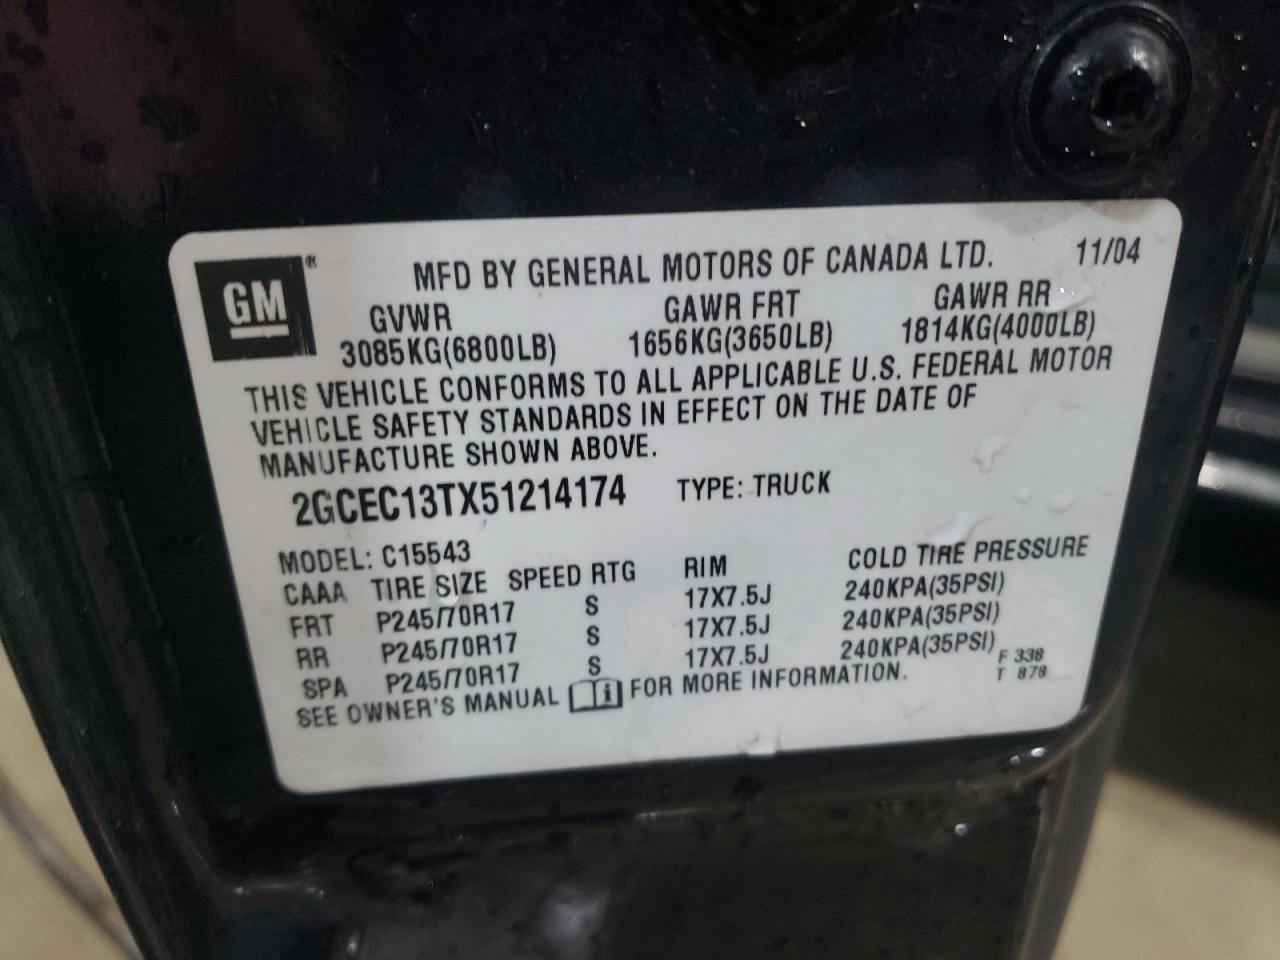 GM®
MFD BY GENERAL MOTORS OF CANADA LTD. 11/04
GVWR GAWR FRT GAWR RR
3085KG(6800LB) 1656KG(3650LB) 1814KG(4000LB)
THIS VEHICLE CONFORMS TO ALL APPLICABLE U.S. FEDERAL MOTOR
VEHICLE SAFETY STANDARDS IN EFFECT ON THE DATE OF
MANUFACTURE SHOWN ABOVE.
2GCEC13TX51214174 TYPE: TRUCK
MODEL: C15543
CAAA TIRE SIZE SPEED RTG RIM COLD TIRE PRESSURE
FRT P245/70R17 S 17X7.5J 240KPA(35PSI)
RR P245/70R17 S 17X7.5J 240KPA(35PSI)
SPA P245/70R17 S 17X7.5J 240KPA(35PSI)
SEE OWNER'S MANUAL i FOR MORE INFORMATION.
F 338
T 878